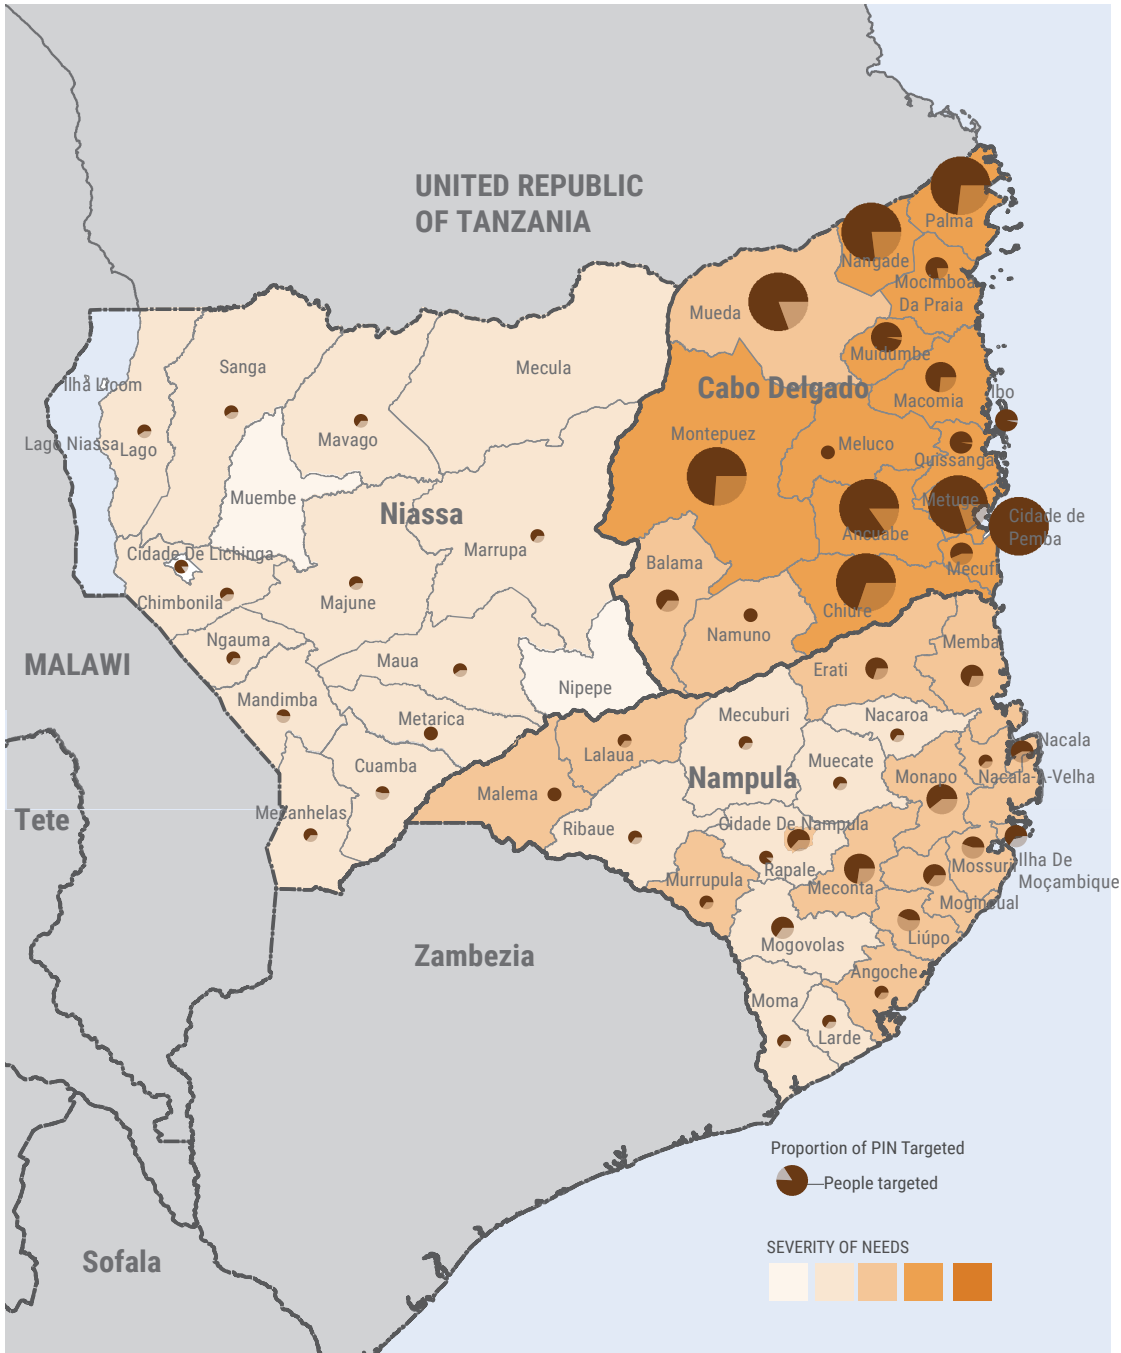 UNITED REPUBLIC
OF TANZANIA
Palma
Nangade
Mocimboa
Da Praia
Mueda
Muidumbe
Sanga
Mecula
Ilha Licom
Cabo Delgado
Macomia
Ibo
Mavago
Montepuez
Meluco
Lago Niassa
Lago
Quissanga
Muembe
Metuge
Niassa
Cidade de
Pemba
Ancuabe
Marrupa
Cidade De Lichinga
Balama
Mecufi
Chimbonila
Majune
Chiure
Namuno
Ngauma
Memba
MALAWI
Maua
Erati
Nipepe
Mandimba
Metarica
Mecuburi
Nacaroa
Nacala
Lalaua
Muecate
Cuamba
Nampula
Monapo
Nacala-A-Velha
Malema
Tete
Mecanhelas
Ribaue
Cidade De Nampula
Rapale
Mossuril
Ilha De
Moçambique
Murrupula
Meconta
Mogincual
Mogovolas
Liúpo
Zambezia
Angoche
Moma
Larde
Proportion of PIN Targeted
People targeted
SEVERITY OF NEEDS
Sofala